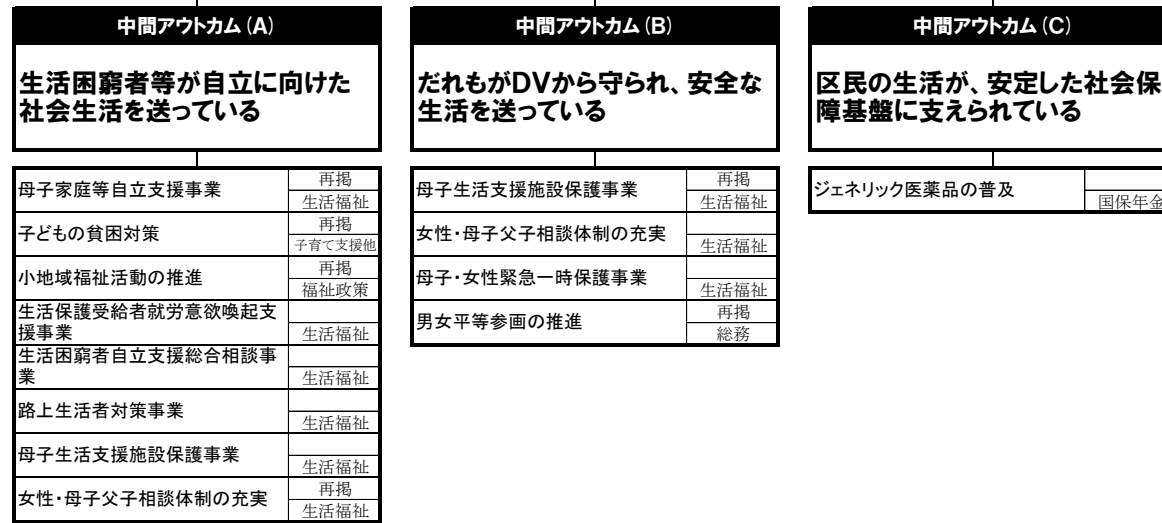 中間アウトカム(A)
生活困窮者等が自立に向けた
社会生活を送っている
母子家庭等自立支援事業
再掲
生活福祉
子どもの貧困対策
再掲
子育て支援他
小地域福祉活動の推進
再掲
福祉政策
生活保護受給者就労意欲喚起支
援事業
生活福祉
生活困窮者自立支援総合相談事
業
生活福祉
路上生活者対策事業
生活福祉
母子生活支援施設保護事業
生活福祉
女性・母子父子相談体制の充実
再掲
生活福祉
中間アウトカム(B)
だれもがDVから守られ、安全な
生活を送っている
母子生活支援施設保護事業
再掲
生活福祉
女性・母子父子相談体制の充実
生活福祉
母子・女性緊急一時保護事業
生活福祉
男女平等参画の推進
再掲
総務
中間アウトカム(C)
区民の生活が、安定した社会保
障基盤に支えられている
ジェネリック医薬品の普及
国保年金